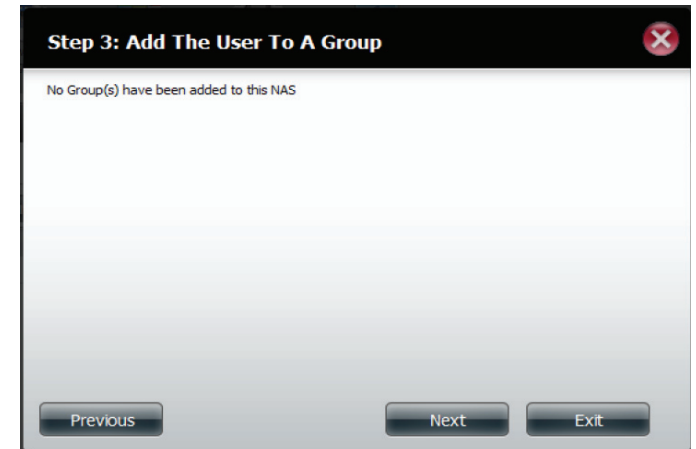 Step 3: Add The User To A Group
No Group(s) have been added to this NAS
Previous Next Exit